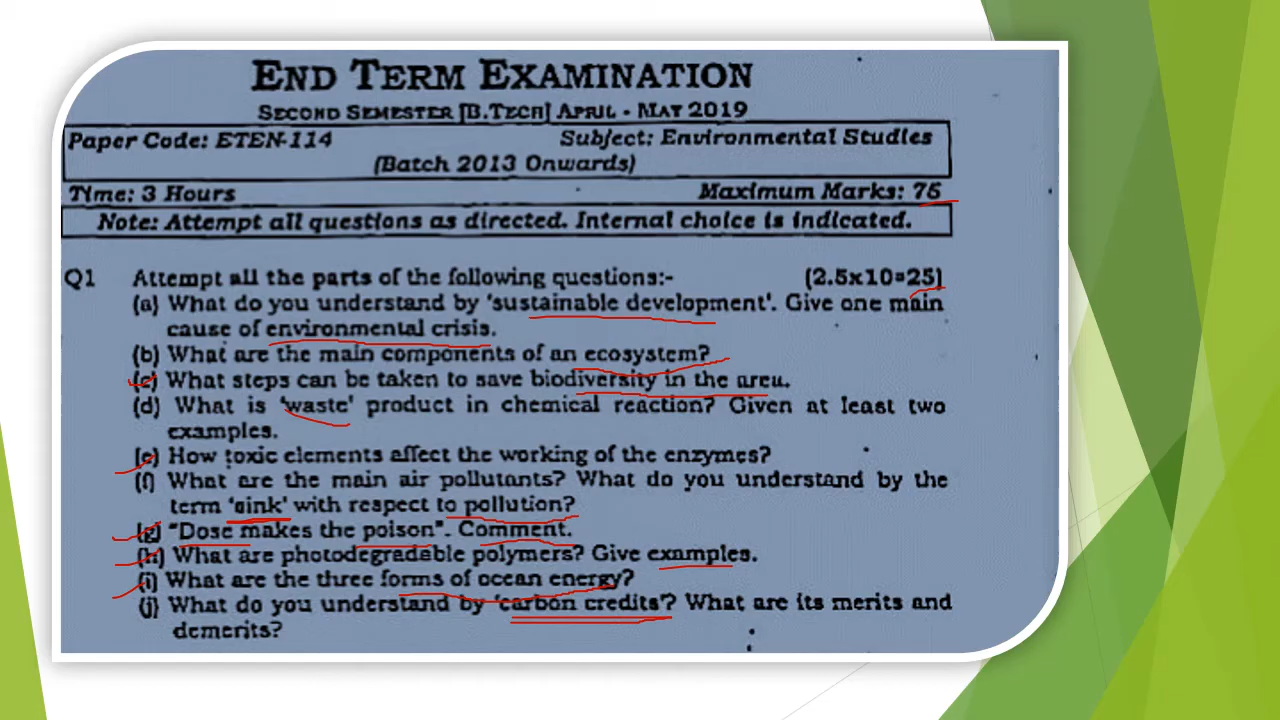 END TERM EXAMINATION
SECOND SEMESTER [B.TECH] APRIL - MAY 2019
Paper Code: ETEN-114 Subject: Environmental Studies
(Batch 2013 Onwards)
Time: 3 Hours Maximum Marks: 75
Note: Attempt all questions as directed. Internal choice is indicated.
Q1 Attempt all the parts of the following questions:- (2.5x10=25)
(a) What do you understand by 'sustainable development'. Give one main
cause of environmental crisis.
(b) What are the main components of an ecosystem?
(c) What steps can be taken to save biodiversity in the area.
(d) What is 'waste' product in chemical reaction? Given at least two
examples.
(e) How toxic elements affect the working of the enzymes?
(f) What are the main air pollutants? What do you understand by the
term 'sink' with respect to pollution?
(g) "Dose makes the poison". Comment.
(h) What are photodegradable polymers? Give examples.
(i) What are the three forms of ocean energy?
(j) What do you understand by 'carbon credits'? What are its merits and
demerits?